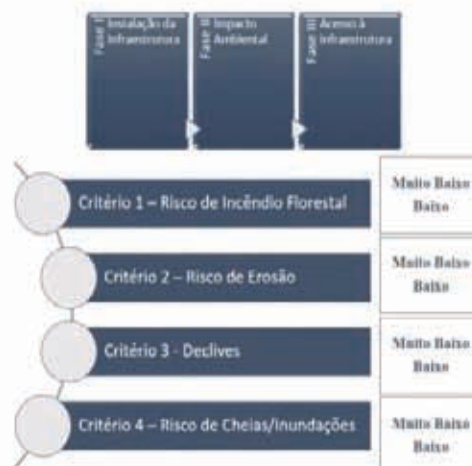 Fase I
Instalação da
Infraestrutura
Fase II
Impacto
Ambiental
Fase III
Acesso à
Infraestrutura
Critério 1 – Risco de Incêndio Florestal
Muito Baixo
Baixo
Critério 2 – Risco de Erosão
Muito Baixo
Baixo
Critério 3 - Declives
Muito Baixo
Baixo
Critério 4 – Risco de Cheias/Inundações
Muito Baixo
Baixo